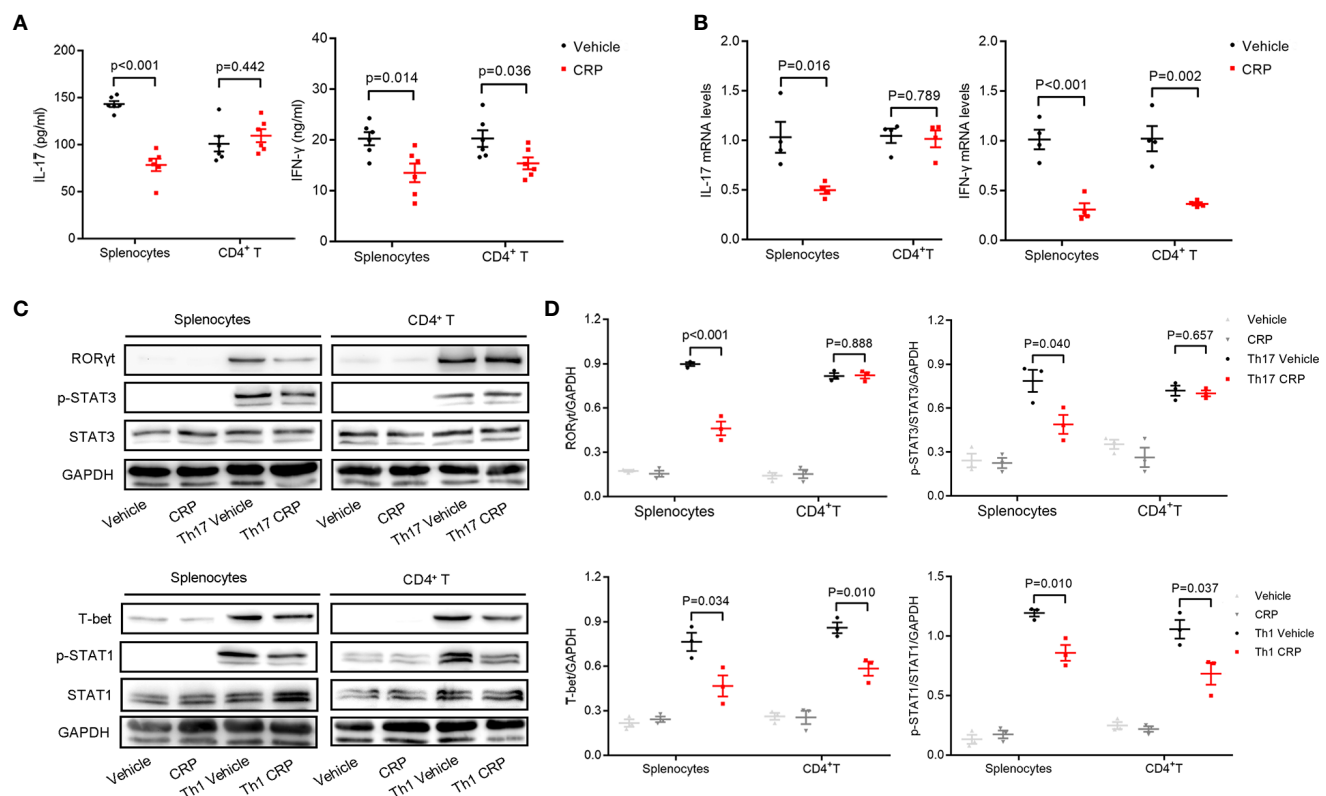 A
IL-17 (pg/ml)
200
150
100
50
0
p<0.001
p=0.442
Splenocytes
CD4⁺ T
IFN-γ (ng/ml)
40
30
20
10
0
p=0.014
p=0.036
Splenocytes
CD4⁺ T
Vehicle
CRP
B
IL-17 mRNA levels
2.0
1.5
1.0
0.5
0.0
P=0.016
P=0.789
Splenocytes
CD4⁺T
IFN-γ mRNA levels
2.0
1.5
1.0
0.5
0.0
P<0.001
P=0.002
Splenocytes
CD4⁺ T
Vehicle
CRP
C
Splenocytes
CD4⁺ T
RORγt
p-STAT3
STAT3
GAPDH
Vehicle
CRP
Th17 Vehicle
Th17 CRP
Vehicle
CRP
Th17 Vehicle
Th17 CRP
Splenocytes
CD4⁺ T
T-bet
p-STAT1
STAT1
GAPDH
Vehicle
CRP
Th1 Vehicle
Th1 CRP
Vehicle
CRP
Th1 Vehicle
Th1 CRP
D
RORγt/GAPDH
1.2
0.9
0.6
0.3
0.0
p<0.001
P=0.888
Splenocytes
CD4⁺T
p-STAT3/STAT3/GAPDH
1.2
0.9
0.6
0.3
0.0
P=0.040
P=0.657
Splenocytes
CD4⁺T
Vehicle
CRP
Th17 Vehicle
Th17 CRP
T-bet/GAPDH
1.2
0.9
0.6
0.3
0.0
P=0.034
P=0.010
Splenocytes
CD4⁺T
p-STAT1/STAT1/GAPDH
1.5
1.0
0.5
0.0
P=0.010
P=0.037
Splenocytes
CD4⁺T
Vehicle
CRP
Th1 Vehicle
Th1 CRP